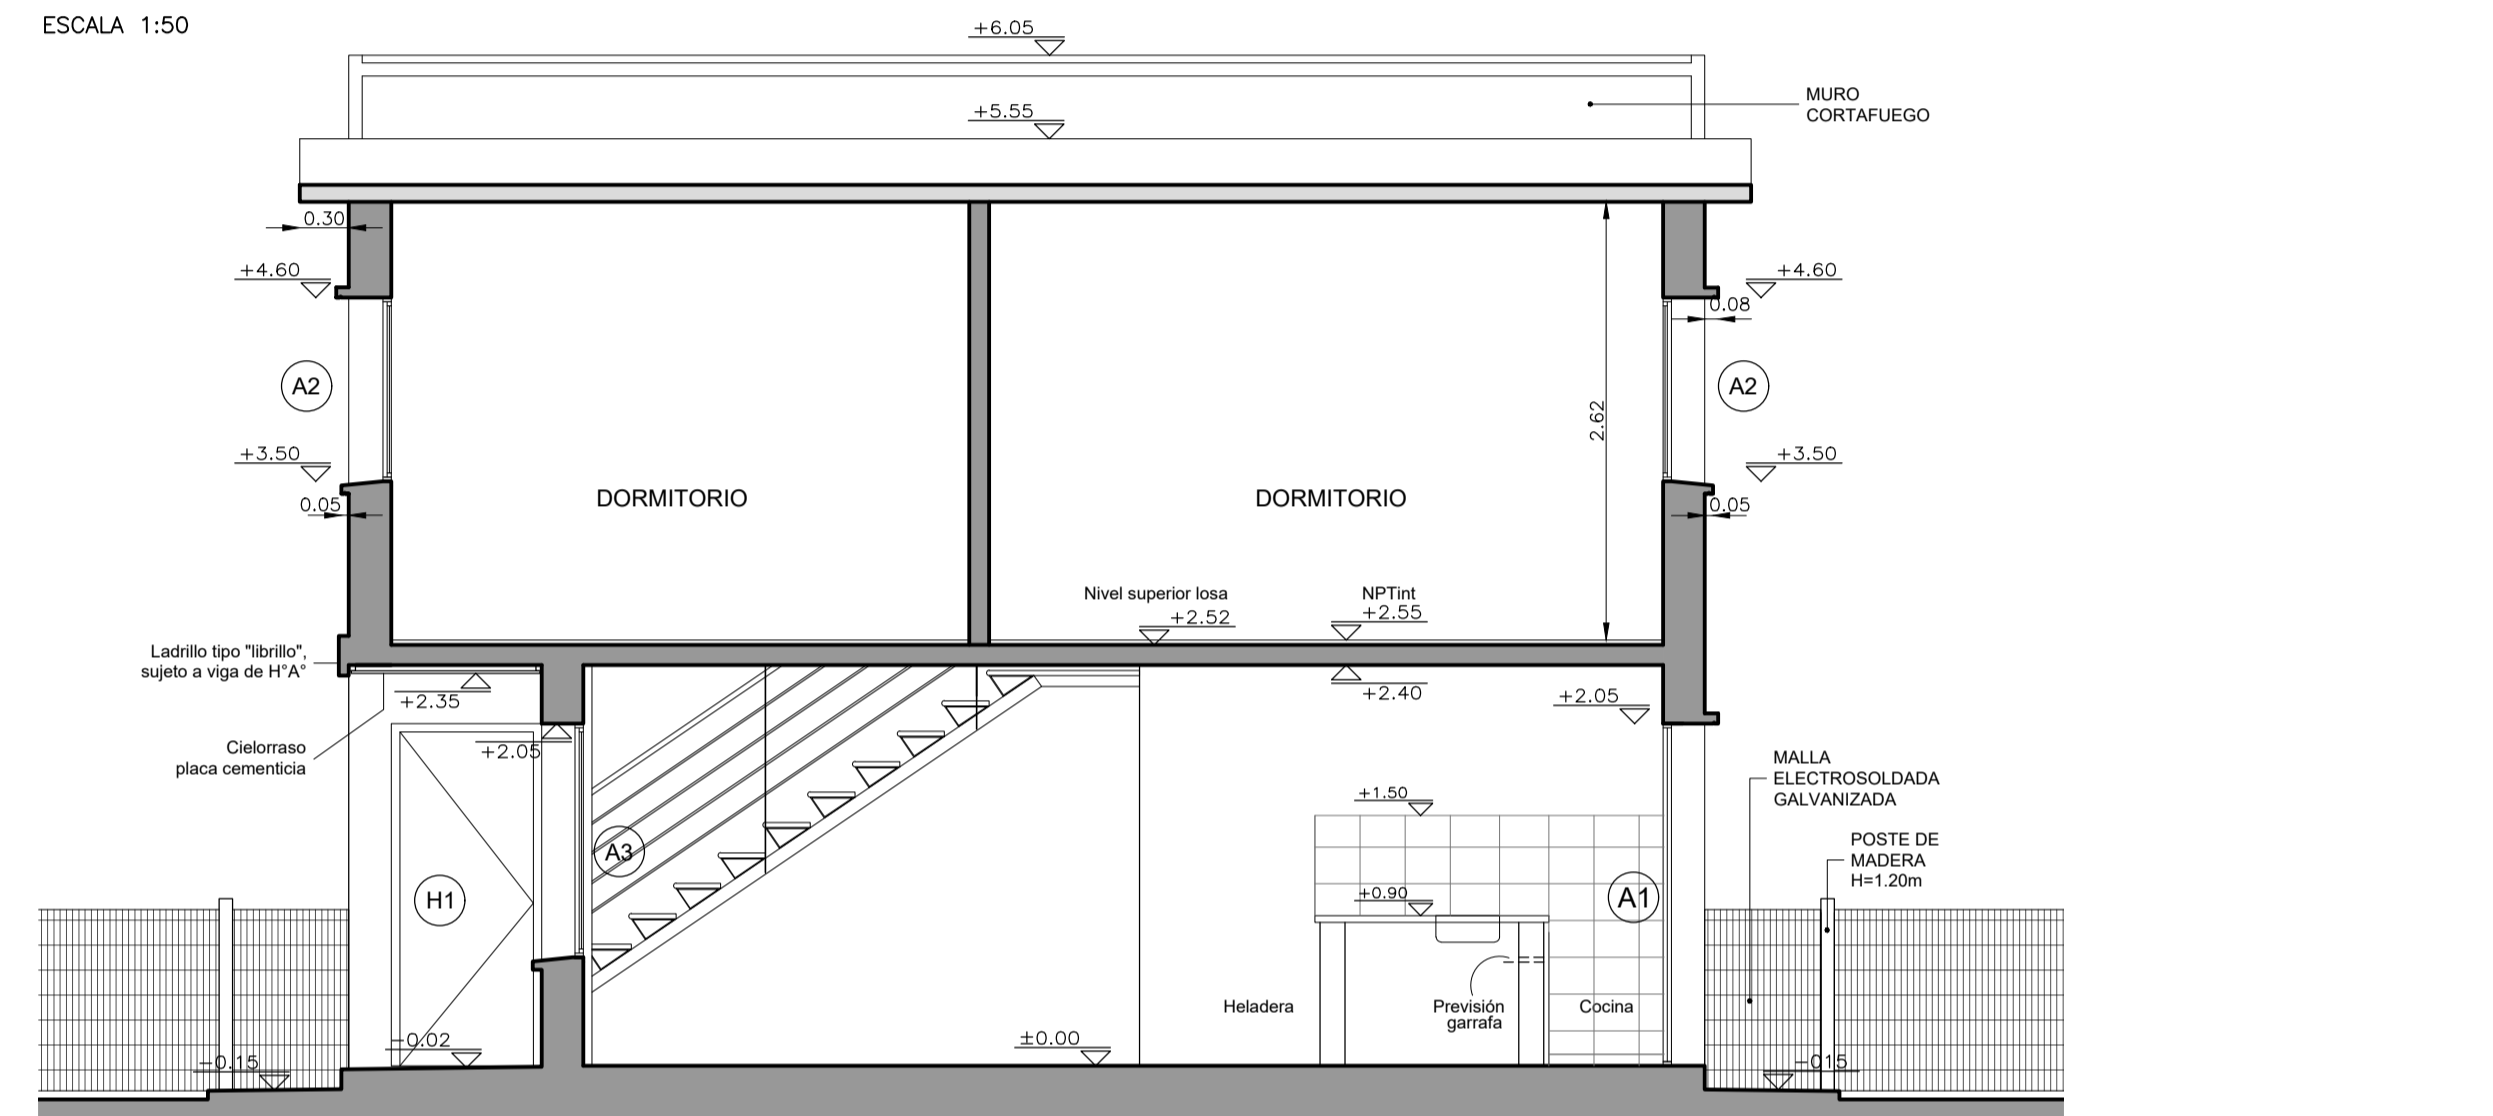 ESCALA 1:50
+6.05
+5.55
MURO
CORTAFUEGO
0.30
+4.60
+4.60
0.08
A2
A2
2.62
+3.50
+3.50
0.05
0.05
DORMITORIO
DORMITORIO
Nivel superior losa
+2.52
NPTint
+2.55
Ladrillo tipo "librillo",
sujeto a viga de H°A°
+2.35
+2.40
+2.05
+2.05
Cielorraso
placa cementicia
MALLA
ELECTROSOLDADA
GALVANIZADA
+1.50
POSTE DE
MADERA
H=1.20m
A3
H1
+0.90
A1
Heladera
Previsión
garrafa
Cocina
-0.02
±0.00
-0.15
-015